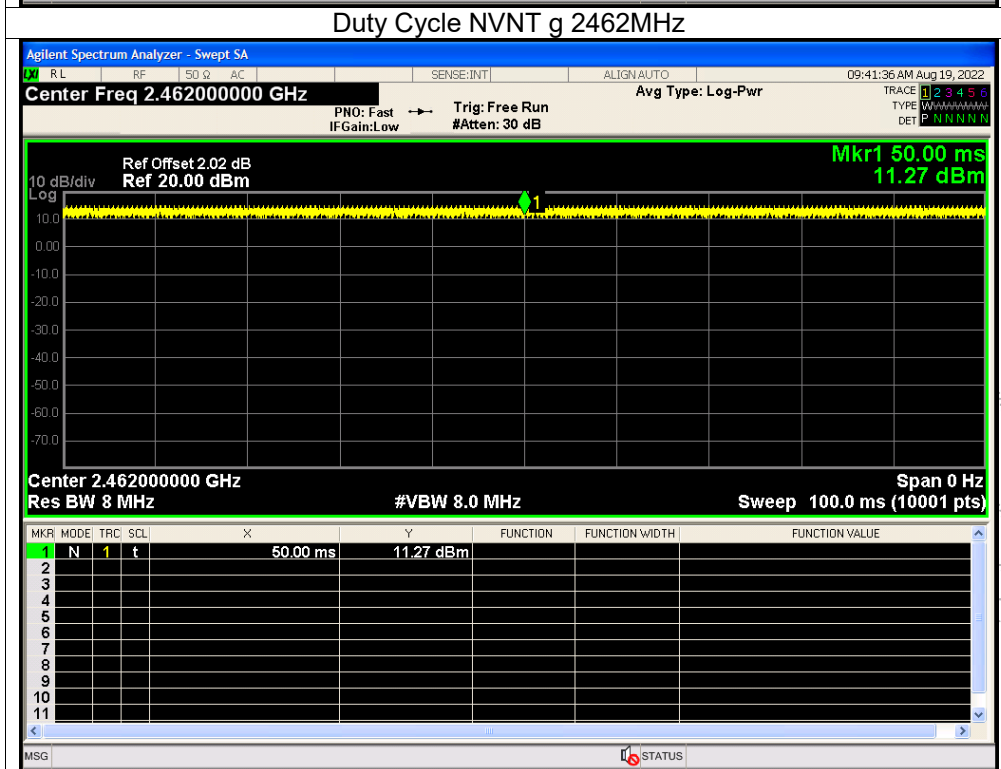 Duty Cycle NVNT g 2462MHz
Agilent Spectrum Analyzer - Swept SA
LXI RL RF 50 Ω AC SENSE:INT ALIGN AUTO 09:41:36 AM Aug 19, 2022
Center Freq 2.462000000 GHz Avg Type: Log-Pwr TRACE 1 2 3 4 5 6
PNO: Fast Trig: Free Run TYPE WWWWWW
IFGain:Low #Atten: 30 dB DET P N N N N N
Mkr1 50.00 ms
Ref Offset 2.02 dB
10 dB/div Ref 20.00 dBm 11.27 dBm
Log
1
10.0
0.00
-10.0
-20.0
-30.0
-40.0
-50.0
-60.0
-70.0
Center 2.462000000 GHz Span 0 Hz
Res BW 8 MHz #VBW 8.0 MHz Sweep 100.0 ms (10001 pts)
MKR MODE TRC SCL X Y FUNCTION FUNCTION WIDTH FUNCTION VALUE
1 N 1 t 50.00 ms 11.27 dBm
2
3
4
5
6
7
8
9
10
11
MSG STATUS